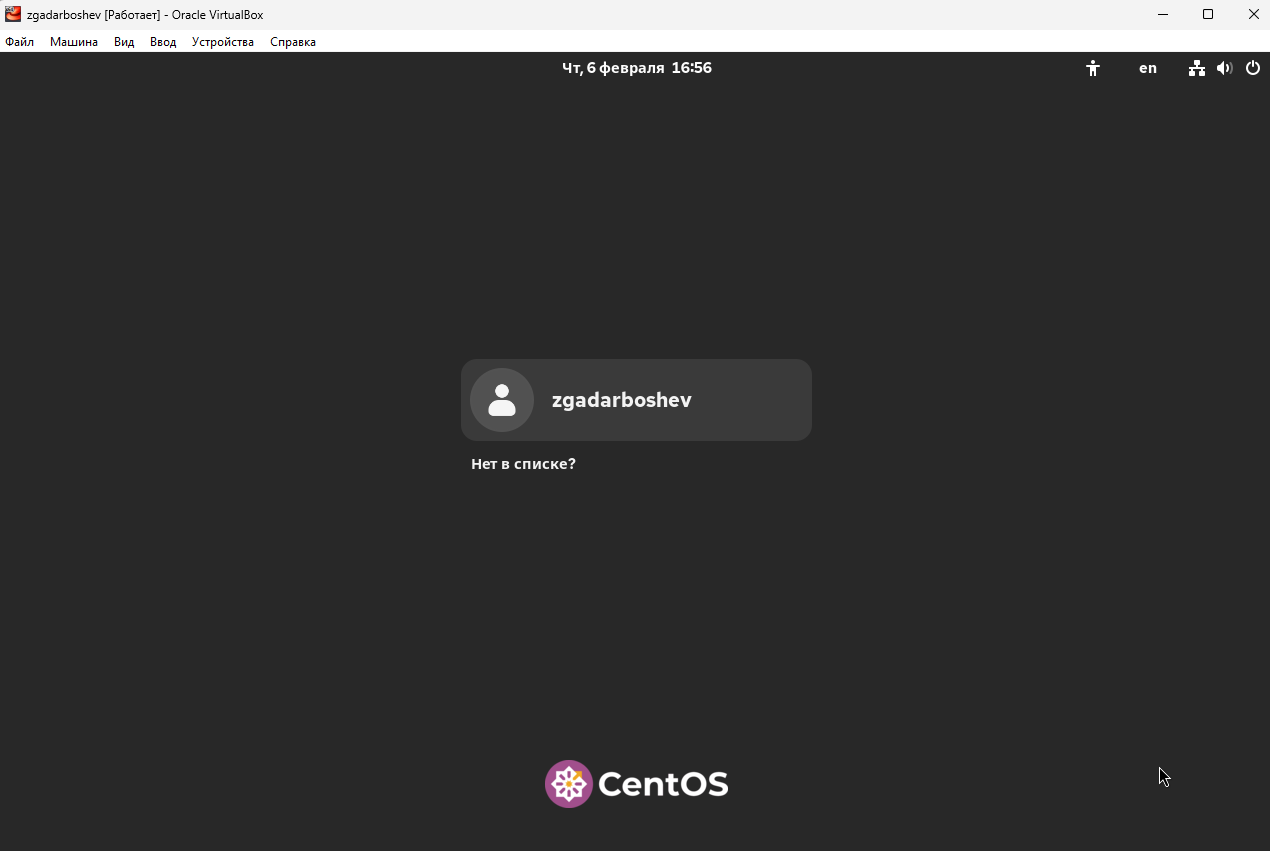 zgadarboshev [Работает] - Oracle VirtualBox
Файл Машина Вид Ввод Устройства Справка
Чт, 6 февраля 16:56 en
zgadarboshev
Нет в списке?
CentOS